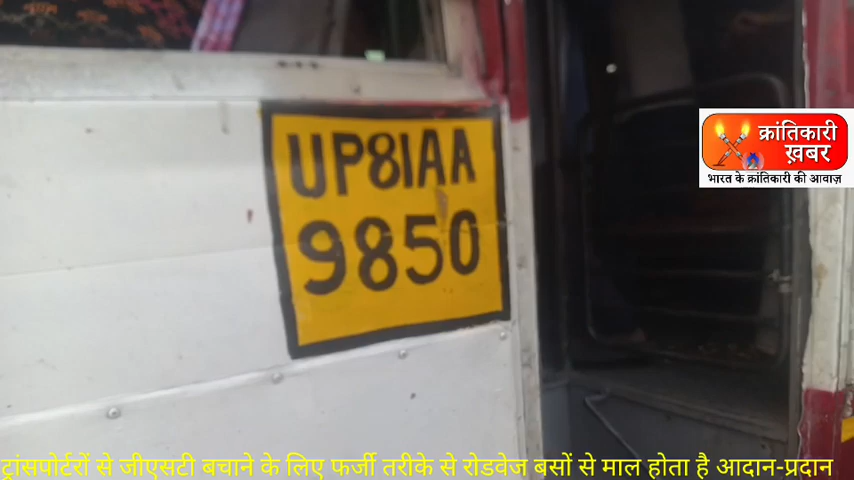 UP81AA
9850
क्रांतिकारी
ख़बर
भारत के क्रांतिकारी की आवाज़
ट्रांसपोर्टरों से जीएसटी बचाने के लिए फर्जी तरीके से रोडवेज बसों से माल होता है आदान-प्रदान